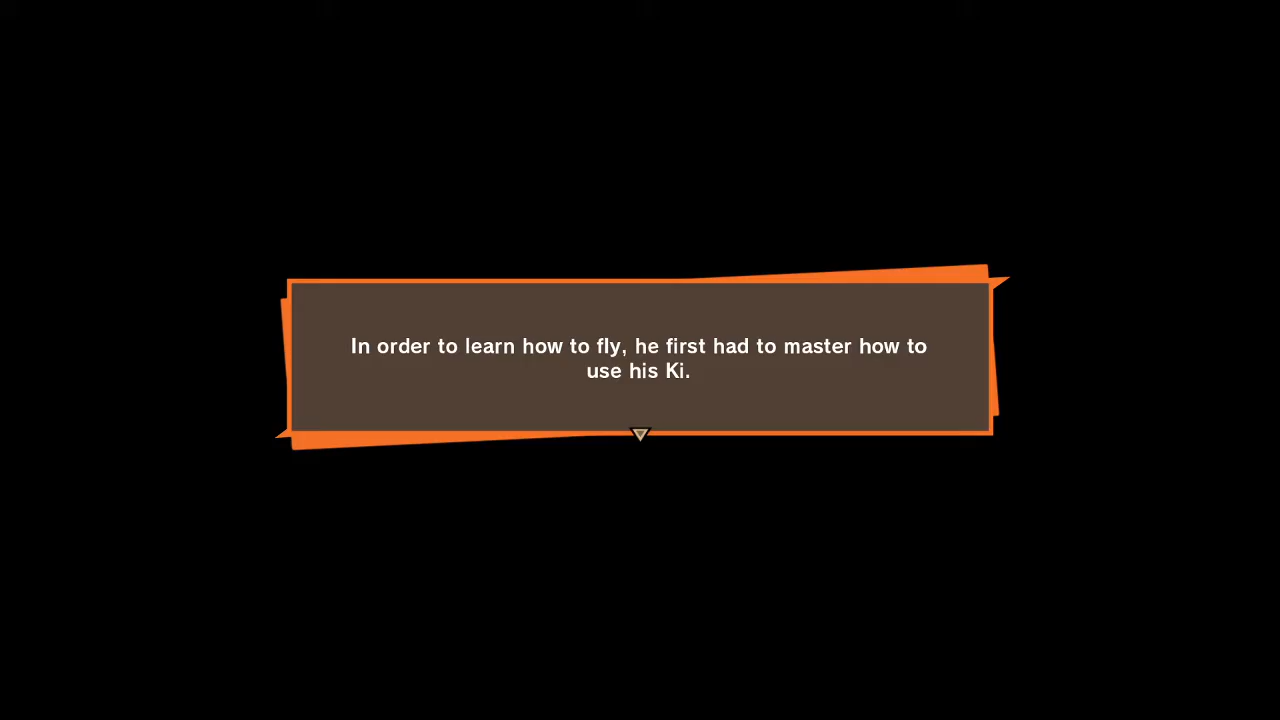 In order to learn how to fly, he first had to master how to
use his Ki.